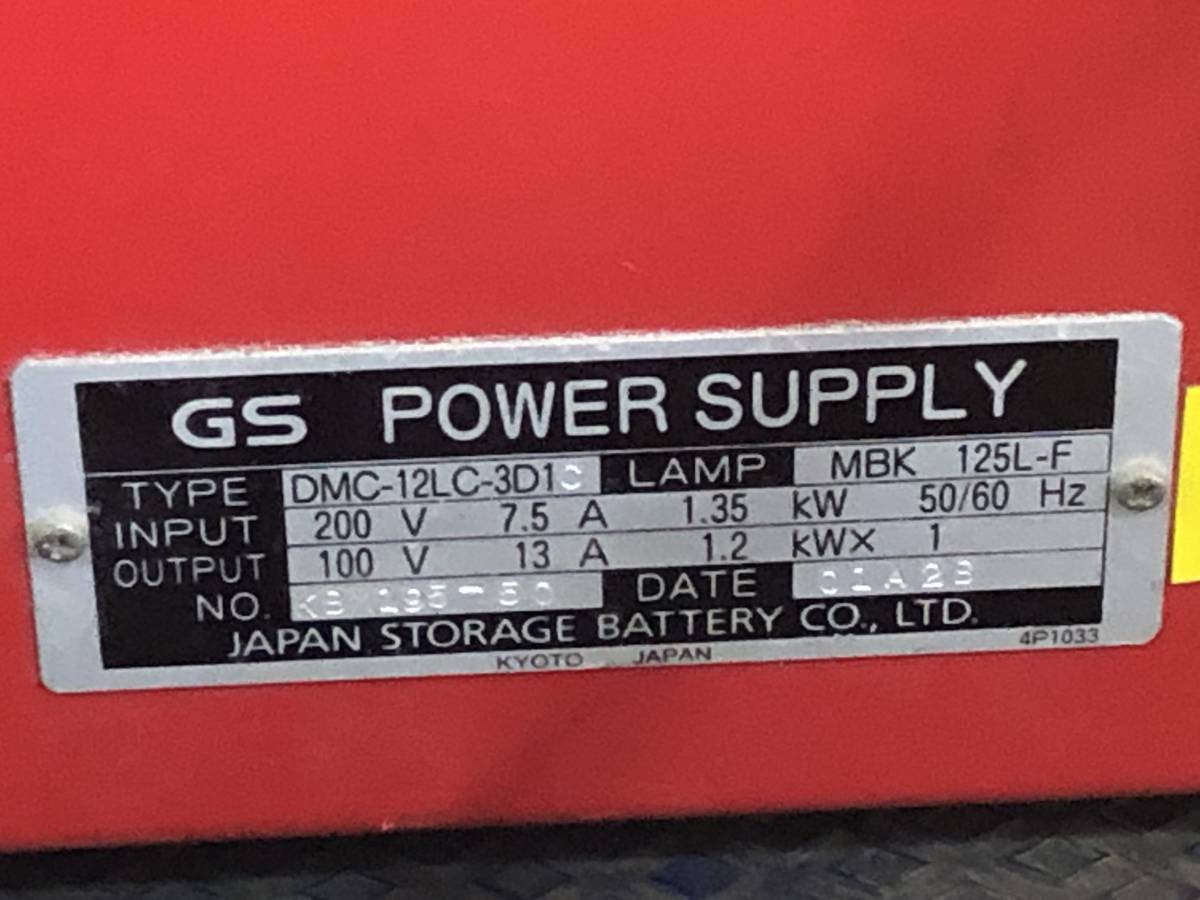 GS POWER SUPPLY
TYPE DMC-12LC-3D1C LAMP MBK 125L-F
INPUT 200 V 7.5 A 1.35 kW 50/60 Hz
OUTPUT 100 V 13 A 1.2 kW× 1
NO. DATE
JAPAN STORAGE BATTERY CO., LTD.
KYOTO JAPAN 4P1033